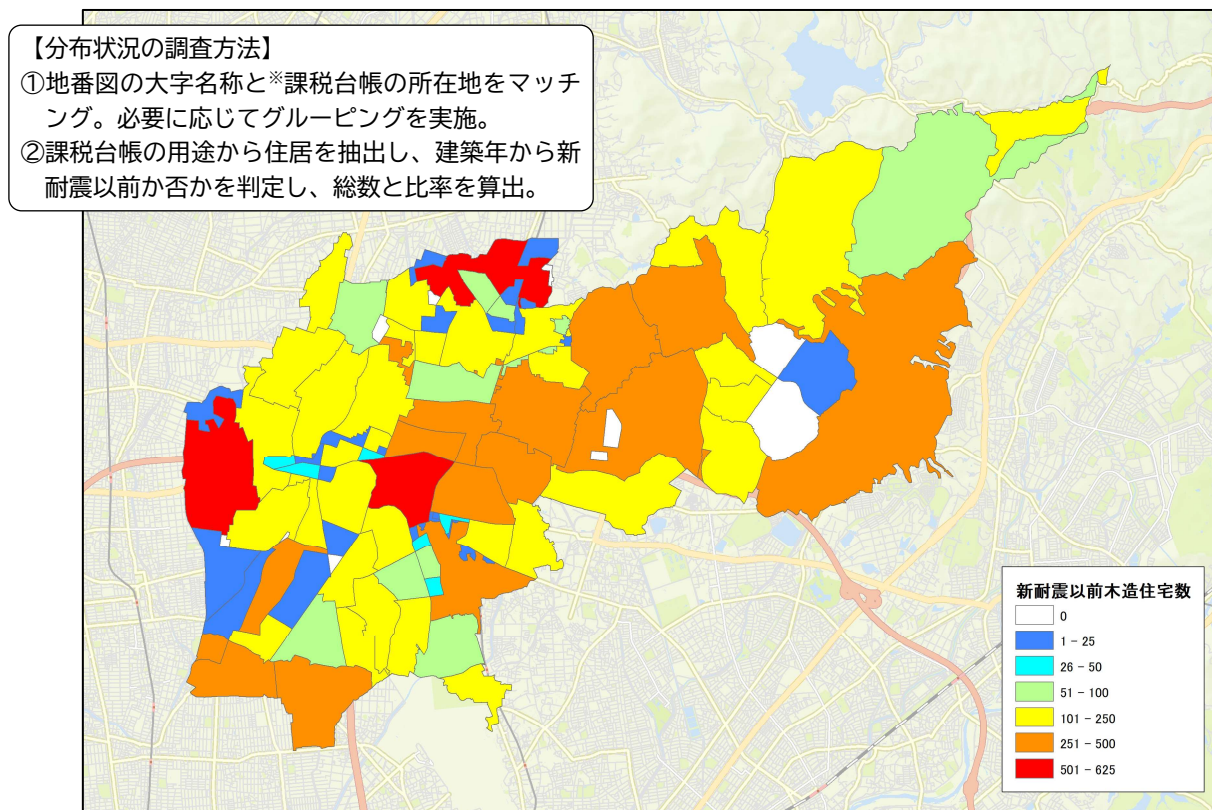 【分布状況の調査方法】
①地番図の大字名称と※課税台帳の所在地をマッチ
ング。必要に応じてグルーピングを実施。
②課税台帳の用途から住居を抽出し、建築年から新
耐震以前か否かを判定し、総数と比率を算出。
新耐震以前木造住宅数
0
1 - 25
26 - 50
51 - 100
101 - 250
251 - 500
501 - 625